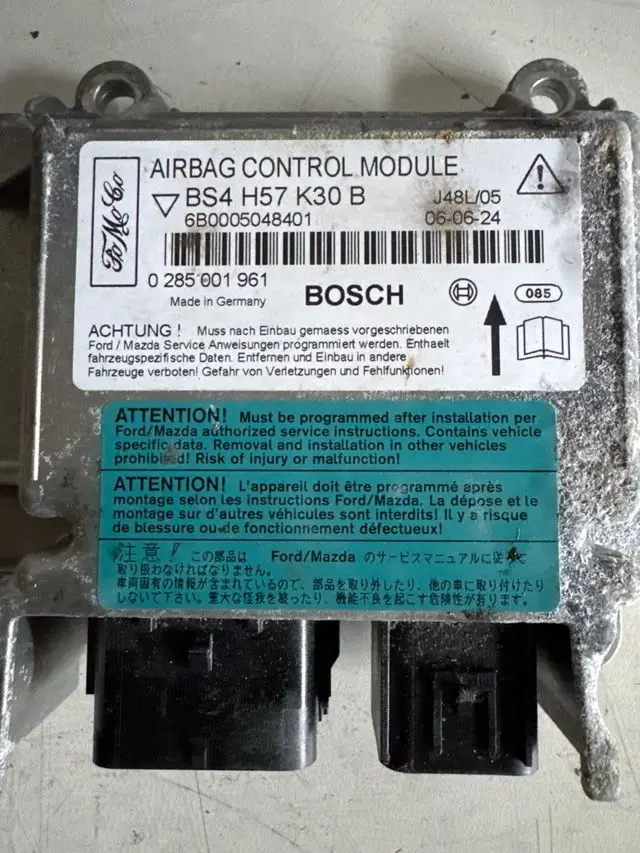 FoMoCo
AIRBAG CONTROL MODULE
BS4 H57 K30 B
J48L/05
6B0005048401
06-06-24
0 285 001 961
Made in Germany
BOSCH
085
ACHTUNG ! Muss nach Einbau gemaess vorgeschriebenen
Ford / Mazda Service Anweisungen programmiert werden. Enthaelt
fahrzeugspezifische Daten. Entfernen und Einbau in andere
Fahrzeuge verboten! Gefahr von Verletzungen und Fehlfunktionen!
ATTENTION! Must be programmed after installation per
Ford/Mazda authorized service instructions. Contains vehicle
specific data. Removal and installation in other vehicles
prohibited! Risk of injury or malfunction!
ATTENTION! L'appareil doit être programmé après
montage selon les instructions Ford/Mazda. La dépose et le
montage sur d'autres véhicules sont interdits! Il y a risque
de blessure ou de fonctionnement défectueux!
注意! この部品は Ford/Mazda のサービスマニュアルに従って
取り扱わなければなりません。
車両固有の情報が含まれているので、部品を取り外したり、他の車に取り付けたり
しないで下さい。重大な怪我を被ったり、機能不良を起こす危険性が有ります。